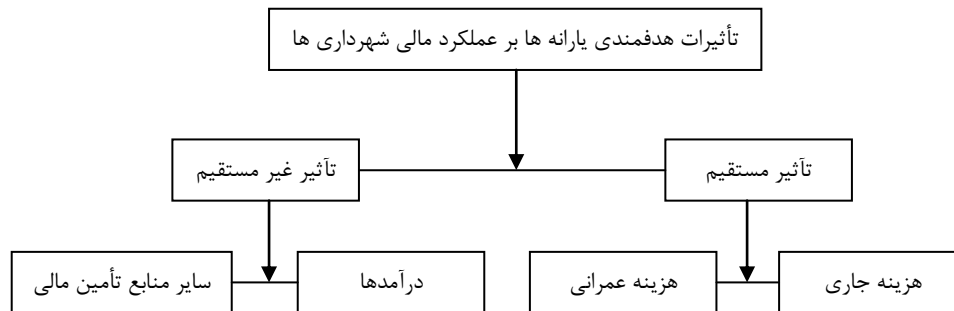 تأثیرات هدفمندی یارانه ها بر عملکرد مالی شهرداری ها
تآثیر مستقیم
تآثیر غیر مستقیم
هزینه جاری
هزینه عمرانی
درآمدها
سایر منابع تأمین مالی